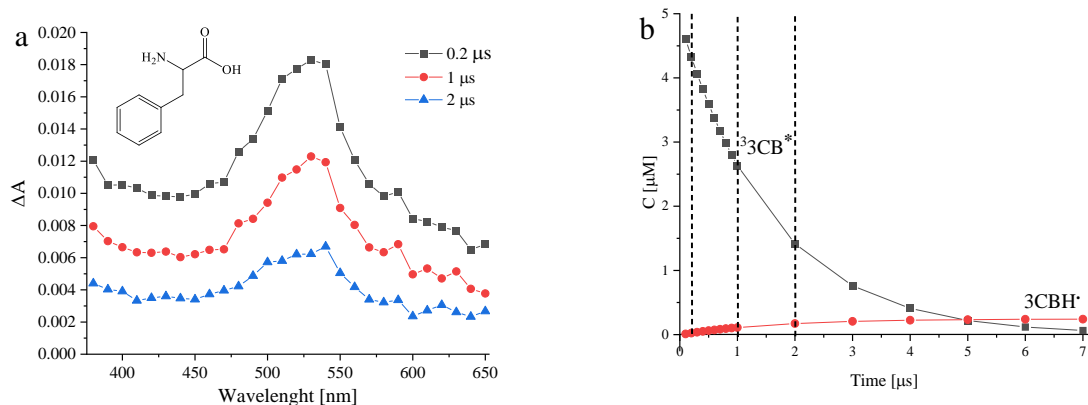 a
0.020
0.018
0.016
0.014
0.012
0.010
0.008
0.006
0.004
0.002
0.000
ΔA
400 450 500 550 600 650
Wavelenght [nm]
O
H₂N
OH
0.2 μs
1 μs
2 μs
b
5
4
3
2
1
0
C [μM]
0 1 2 3 4 5 6 7
Time [μs]
³3CB*
3CBH·